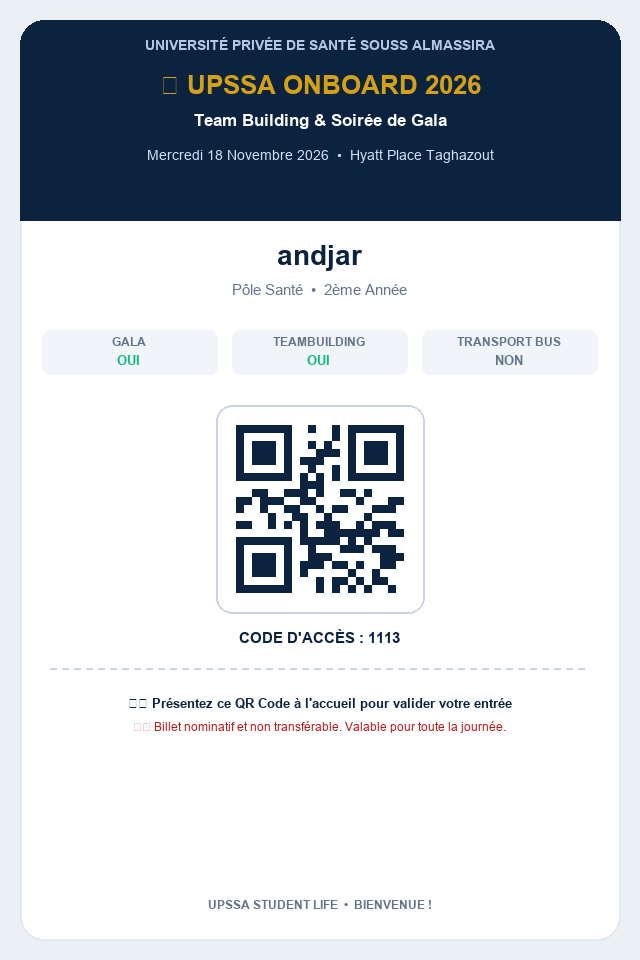 UNIVERSITÉ PRIVÉE DE SANTÉ SOUSS ALMASSIRA
UPSSA ONBOARD 2026
Team Building & Soirée de Gala
Mercredi 18 Novembre 2026 • Hyatt Place Taghazout
andjar
Pôle Santé • 2ème Année
GALA
OUI
TEAMBUILDING
OUI
TRANSPORT BUS
NON
CODE D'ACCÈS : 1113
Présentez ce QR Code à l'accueil pour valider votre entrée
Billet nominatif et non transférable. Valable pour toute la journée.
UPSSA STUDENT LIFE • BIENVENUE !